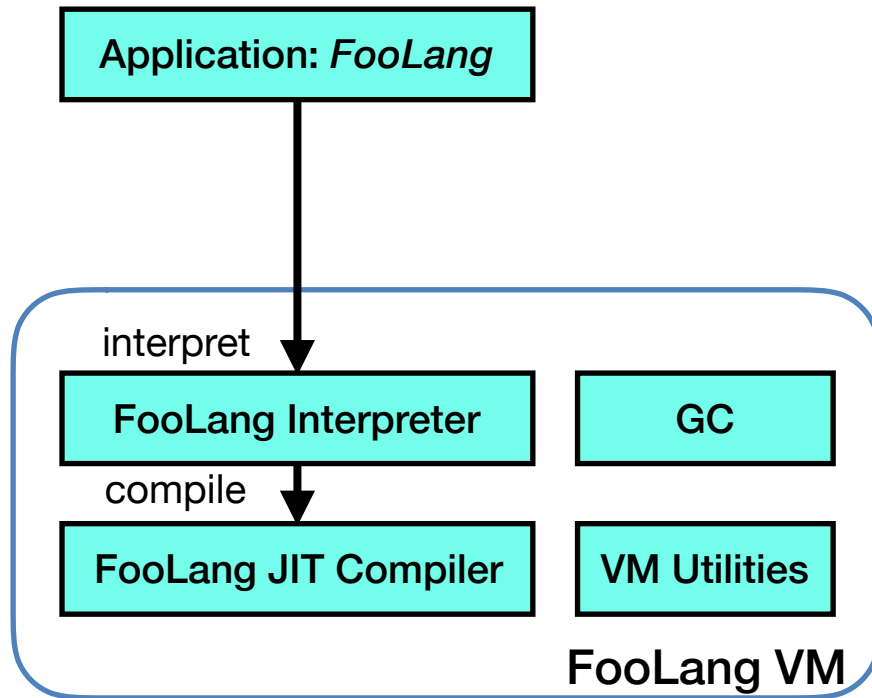 Application: FooLang
interpret
FooLang Interpreter
GC
compile
FooLang JIT Compiler
VM Utilities
FooLang VM